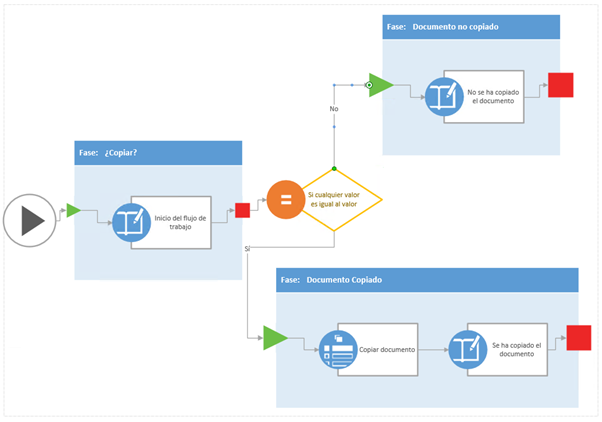 Fase: Documento no copiado
No se ha copiado
el documento
No
Fase: ¿Copiar?
Inicio del flujo de
trabajo
=
Si cualquier valor
es igual al valor
Sí
Fase: Documento Copiado
Copiar documento
Se ha copiado el
documento